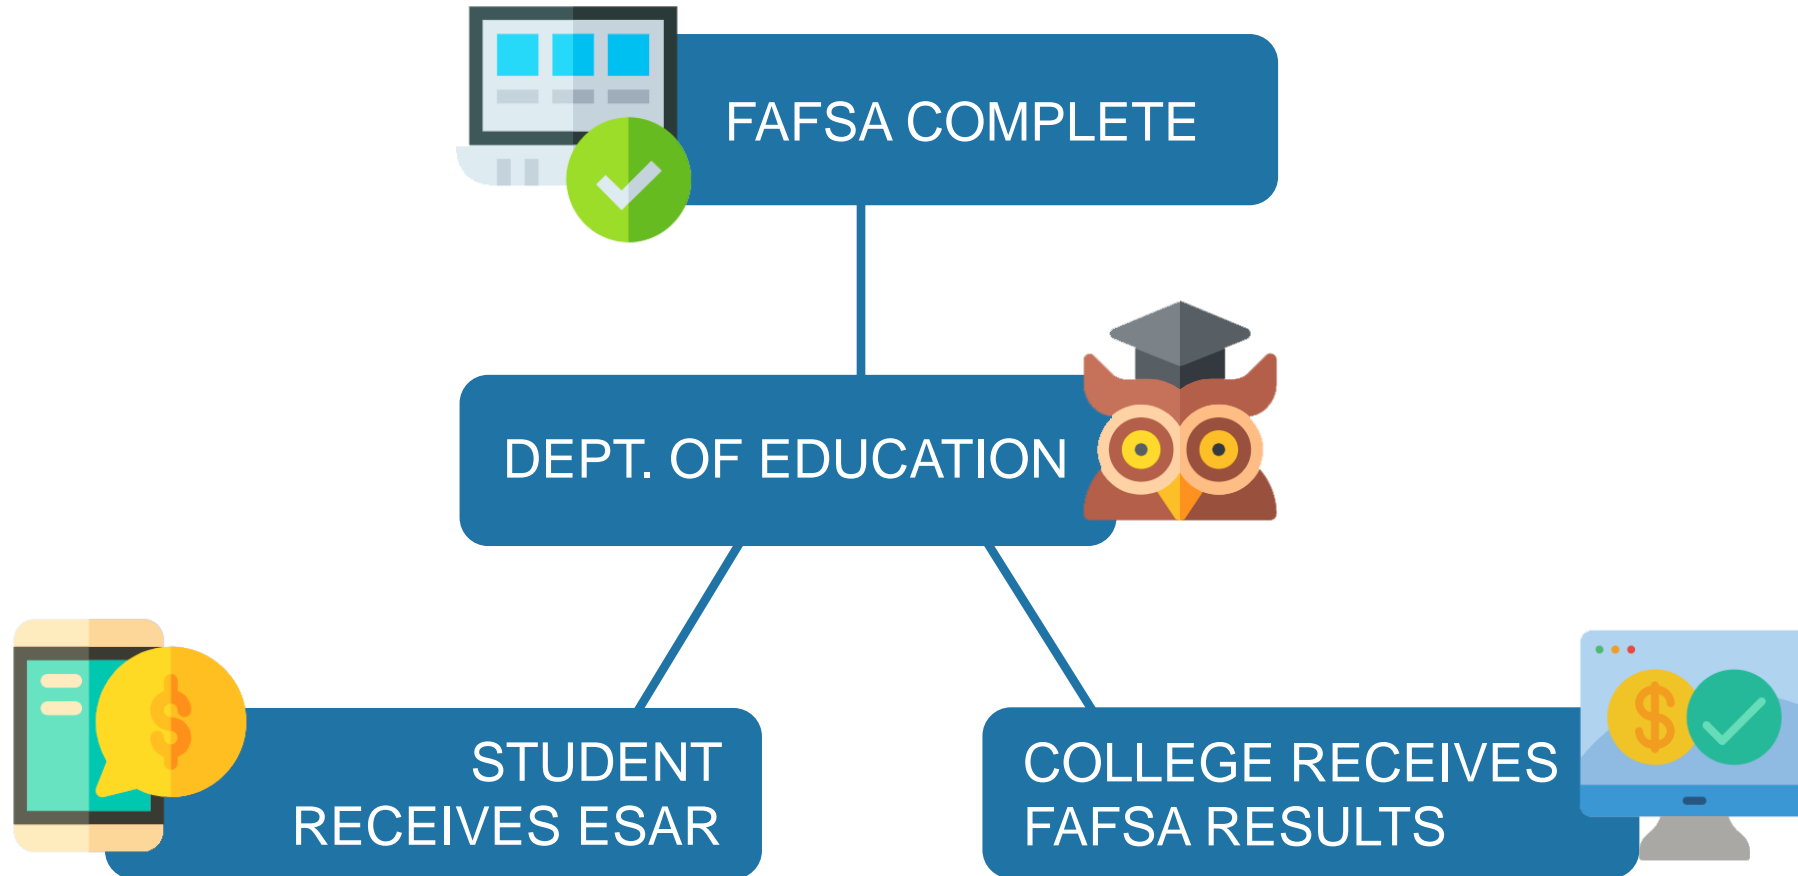 FAFSA COMPLETE
DEPT. OF EDUCATION
STUDENT
RECEIVES ESAR
COLLEGE RECEIVES
FAFSA RESULTS